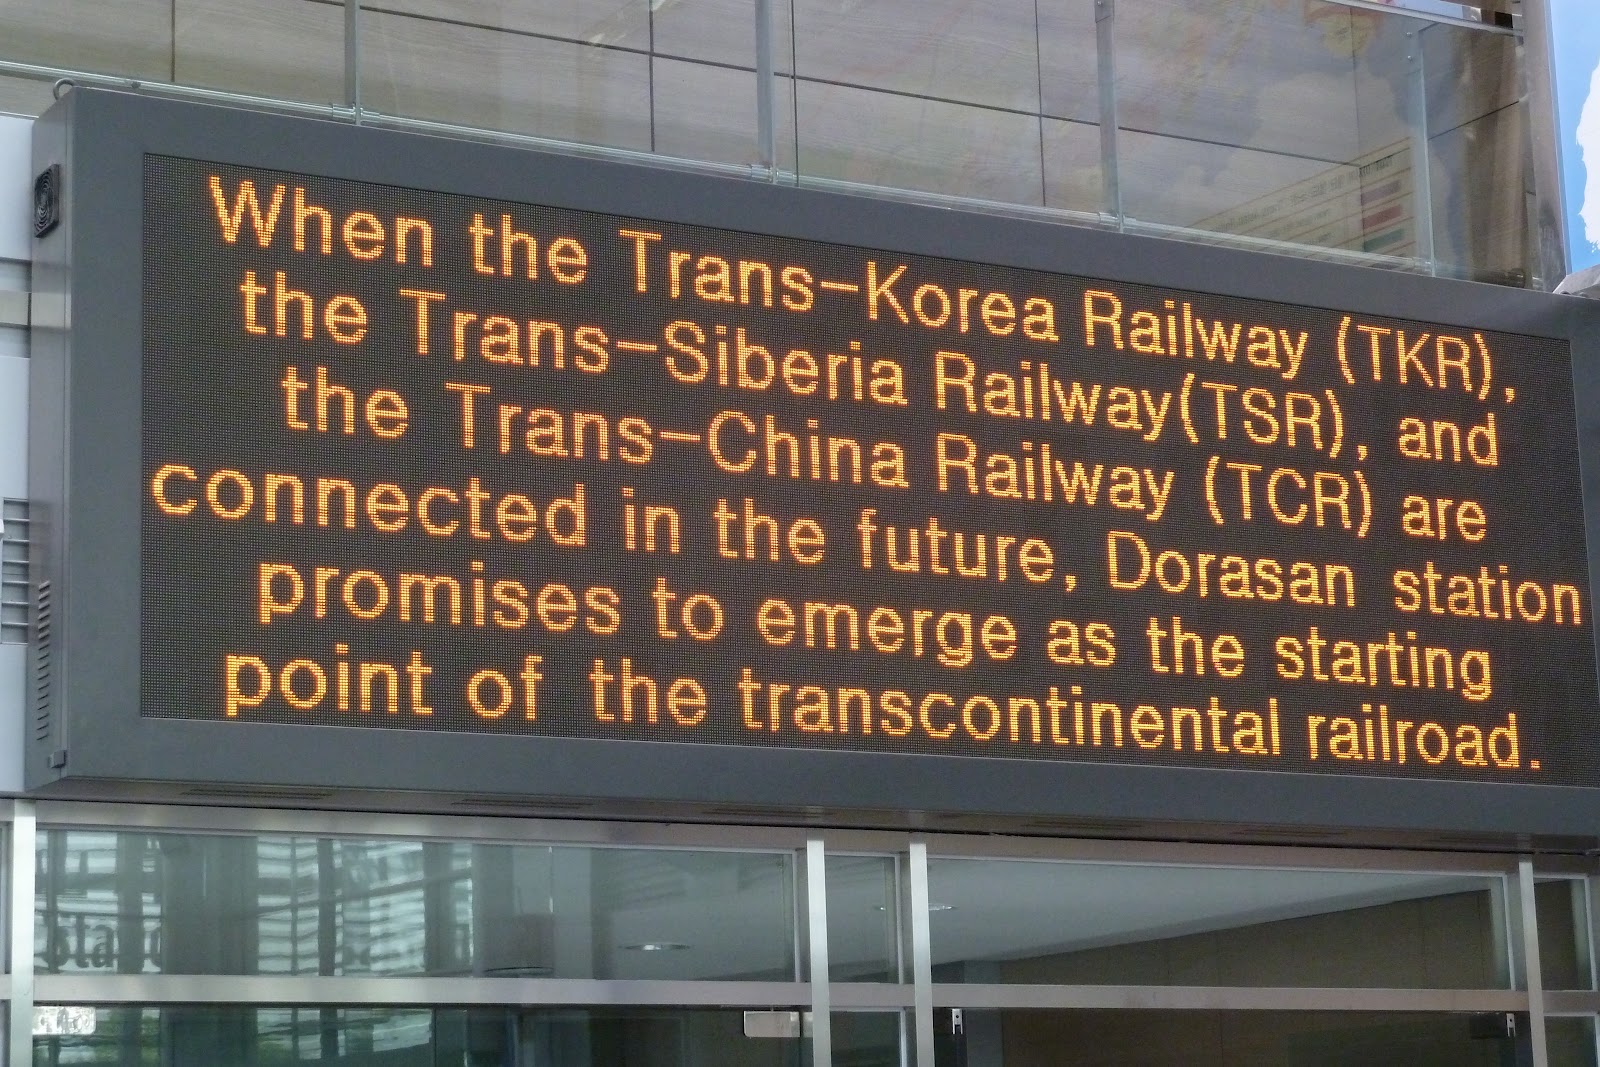 When the Trans-Korea Railway (TKR),
the Trans-Siberia Railway(TSR), and
the Trans-China Railway (TCR) are
connected in the future, Dorasan station
promises to emerge as the starting
point of the transcontinental railroad.